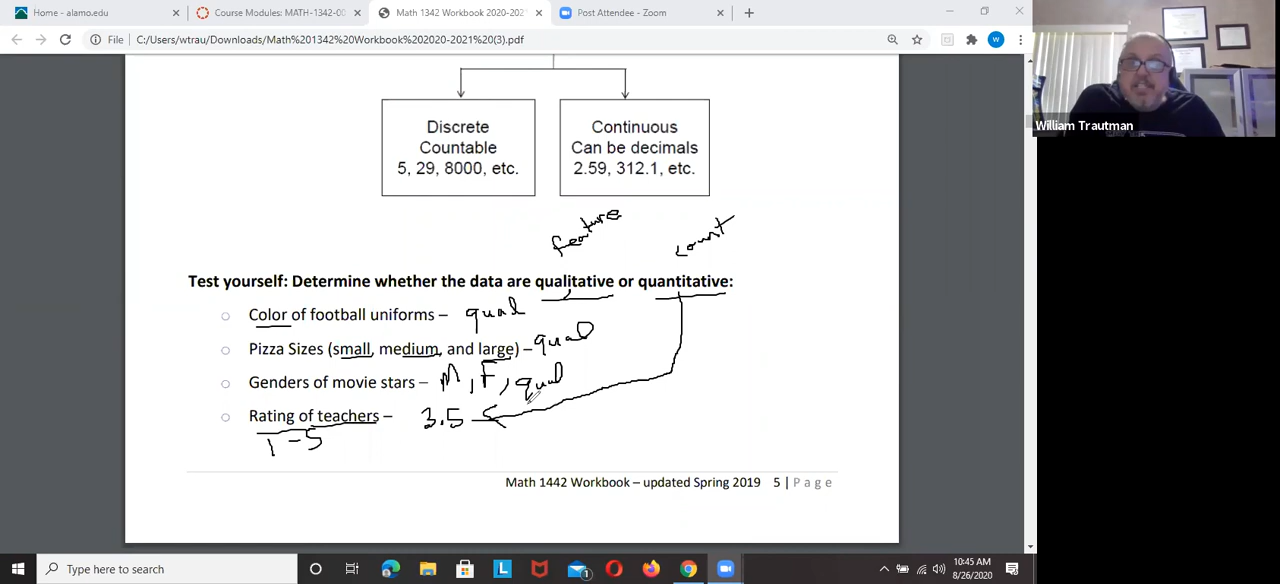 Home - alamo.edu
Course Modules: MATH-1342-00
Math 1342 Workbook 2020-202
Post Attendee - Zoom
File C:/Users/wtrau/Downloads/Math%201342%20Workbook%202020-2021%20(3).pdf
William Trautman
Discrete
Countable
5, 29, 8000, etc.
Continuous
Can be decimals
2.59, 312.1, etc.
feature
count
Test yourself: Determine whether the data are qualitative or quantitative:
Color of football uniforms – qual
Pizza Sizes (small, medium, and large) – qual
Genders of movie stars – M, F, qual
Rating of teachers – 3.5
1-5
Math 1442 Workbook – updated Spring 2019 5 | Page
Type here to search
10:45 AM
8/26/2020